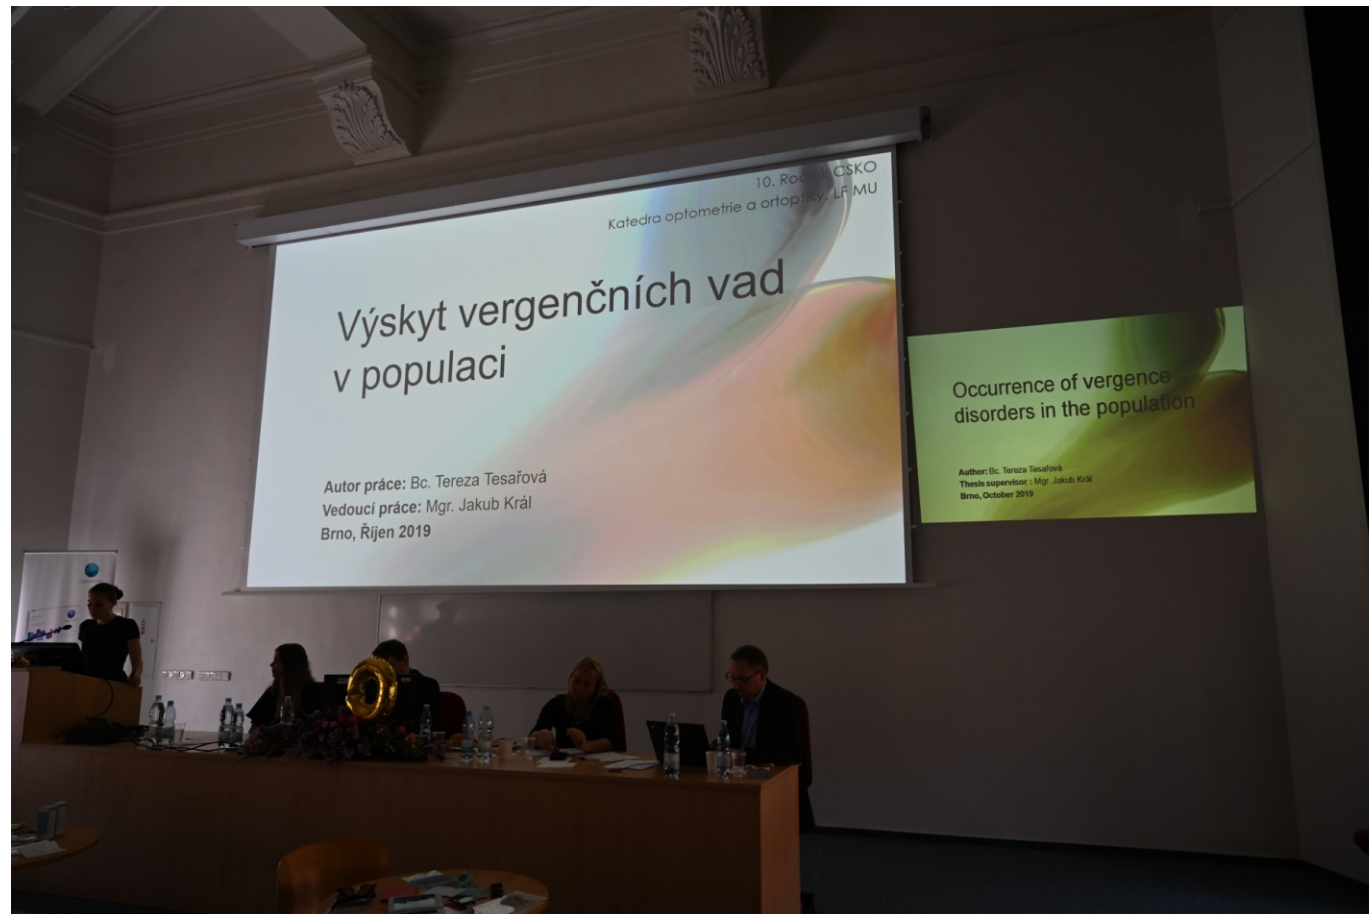 10. Ročník CSKO
Katedra optometrie a ortoptiky, LF MU
Výskyt vergenčních vad
v populaci
Autor práce: Bc. Tereza Tesařová
Vedoucí práce: Mgr. Jakub Král
Brno, Říjen 2019
Occurrence of vergence
disorders in the population
Author: Bc. Tereza Tesařová
Thesis supervisor : Mgr. Jakub Král
Brno, October 2019